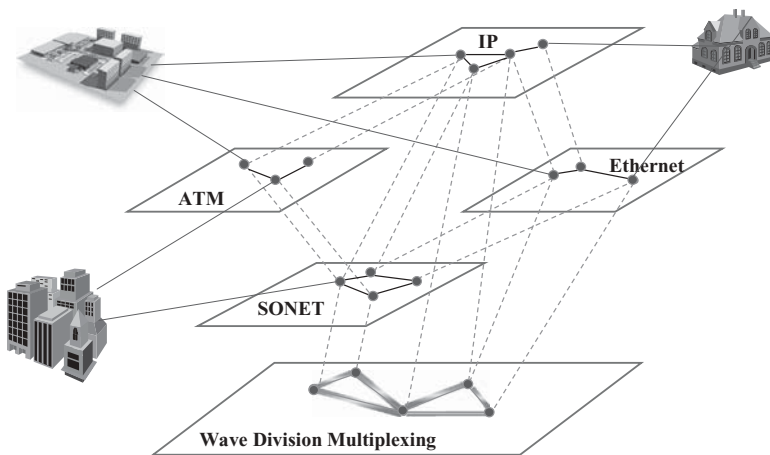 IP
Ethernet
ATM
SONET
Wave Division Multiplexing